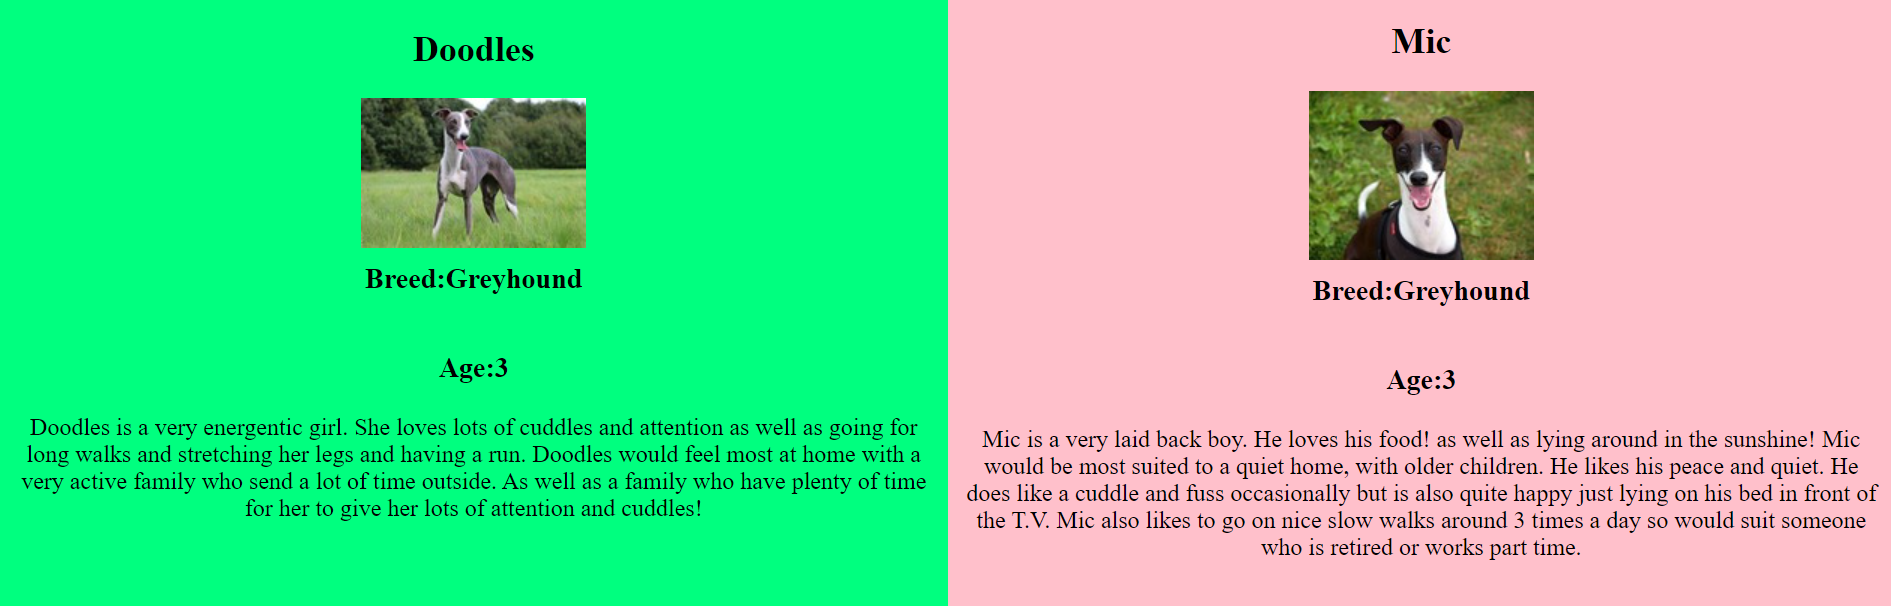 Doodles
Breed:Greyhound
Age:3
Doodles is a very energentic girl. She loves lots of cuddles and attention as well as going for
long walks and stretching her legs and having a run. Doodles would feel most at home with a
very active family who send a lot of time outside. As well as a family who have plenty of time
for her to give her lots of attention and cuddles!
Mic
Breed:Greyhound
Age:3
Mic is a very laid back boy. He loves his food! as well as lying around in the sunshine! Mic
would be most suited to a quiet home, with older children. He likes his peace and quiet. He
does like a cuddle and fuss occasionally but is also quite happy just lying on his bed in front of
the T.V. Mic also likes to go on nice slow walks around 3 times a day so would suit someone
who is retired or works part time.